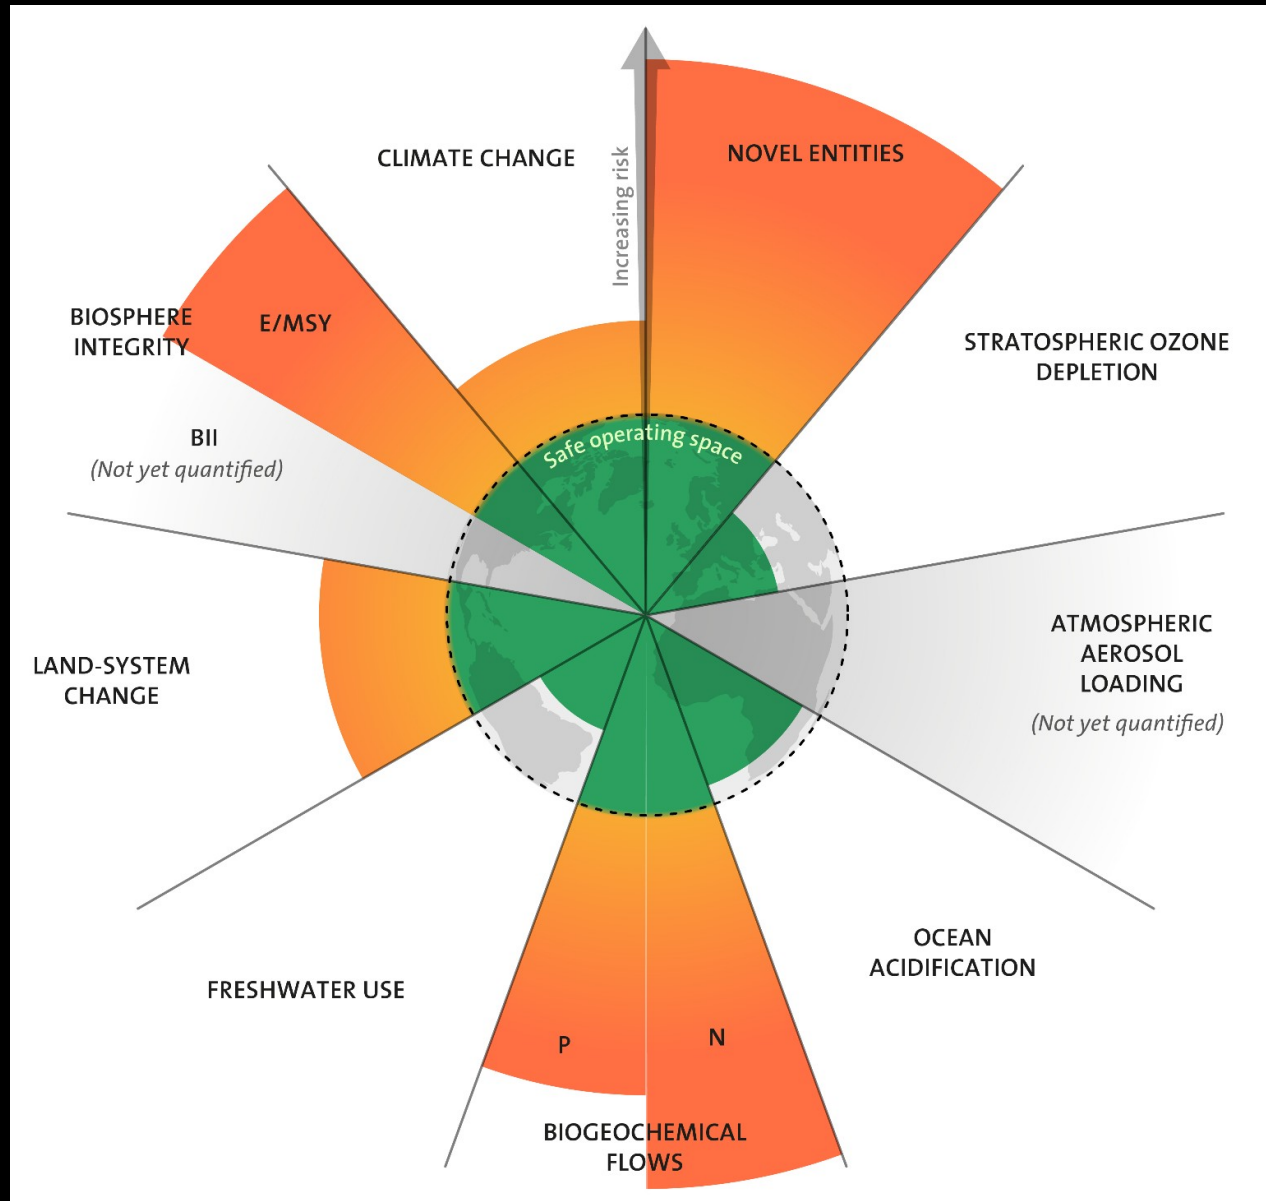 CLIMATE CHANGE
NOVEL ENTITIES
Increasing risk
BIOSPHERE
INTEGRITY
E/MSY
STRATOSPHERIC OZONE
DEPLETION
BII
(Not yet quantified)
Safe operating space
ATMOSPHERIC
AEROSOL
LOADING
(Not yet quantified)
LAND-SYSTEM
CHANGE
OCEAN
ACIDIFICATION
FRESHWATER USE
P
N
BIOGEOCHEMICAL
FLOWS